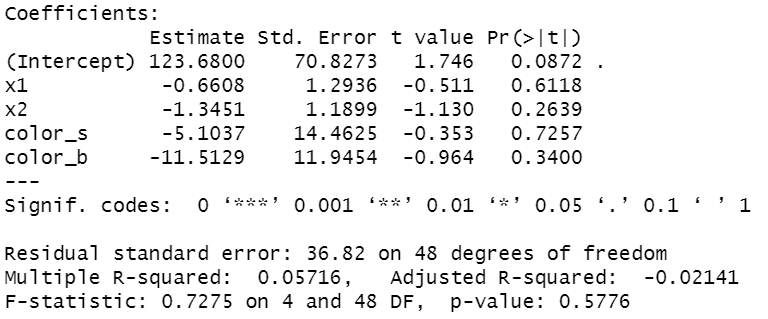 Coefficients:
            Estimate Std. Error t value Pr(>|t|)
(Intercept) 123.6800    70.8273   1.746   0.0872 .
x1           -0.6608     1.2936  -0.511   0.6118
x2           -1.3451     1.1899  -1.130   0.2639
color_s      -5.1037    14.4625  -0.353   0.7257
color_b     -11.5129    11.9454  -0.964   0.3400
---
Signif. codes:  0 ‘***’ 0.001 ‘**’ 0.01 ‘*’ 0.05 ‘.’ 0.1 ‘ ’ 1
Residual standard error: 36.82 on 48 degrees of freedom
Multiple R-squared:  0.05716,   Adjusted R-squared:  -0.02141
F-statistic: 0.7275 on 4 and 48 DF,  p-value: 0.5776